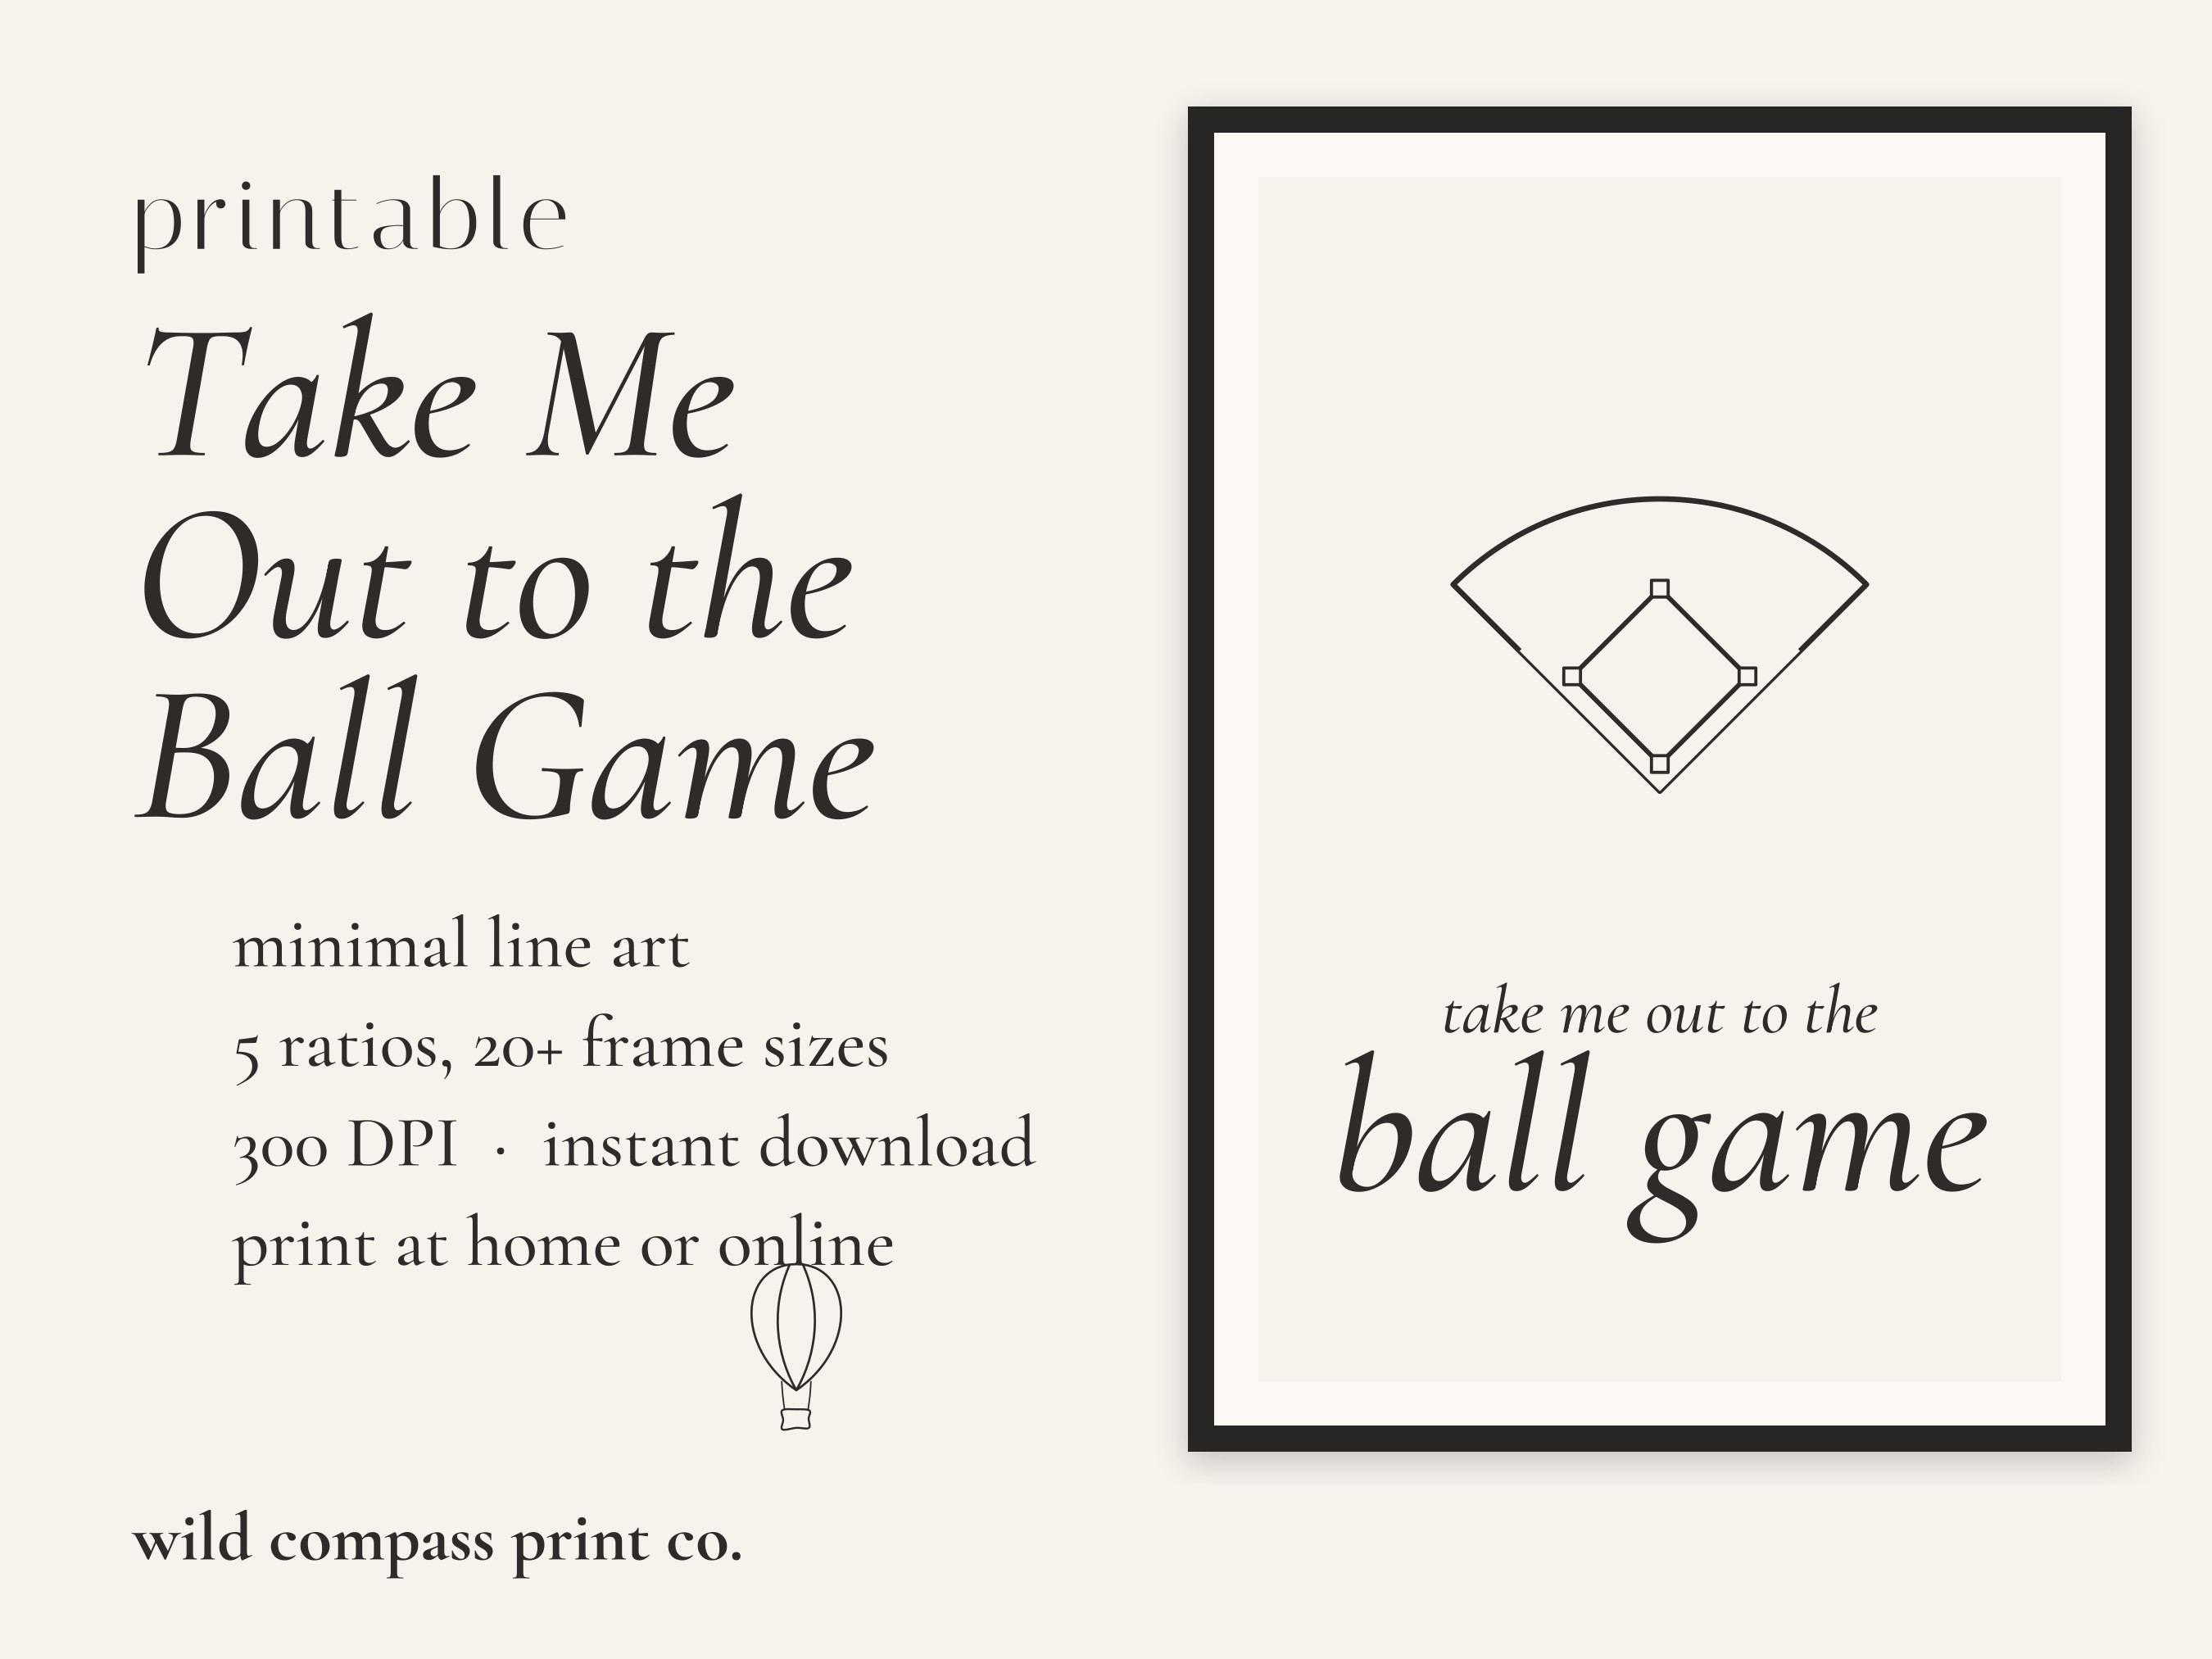 printable
Take Me
Out to the
Ball Game
minimal line art
5 ratios, 20+ frame sizes
300 DPI · instant download
print at home or online
wild compass print co.
take me out to the
ball game